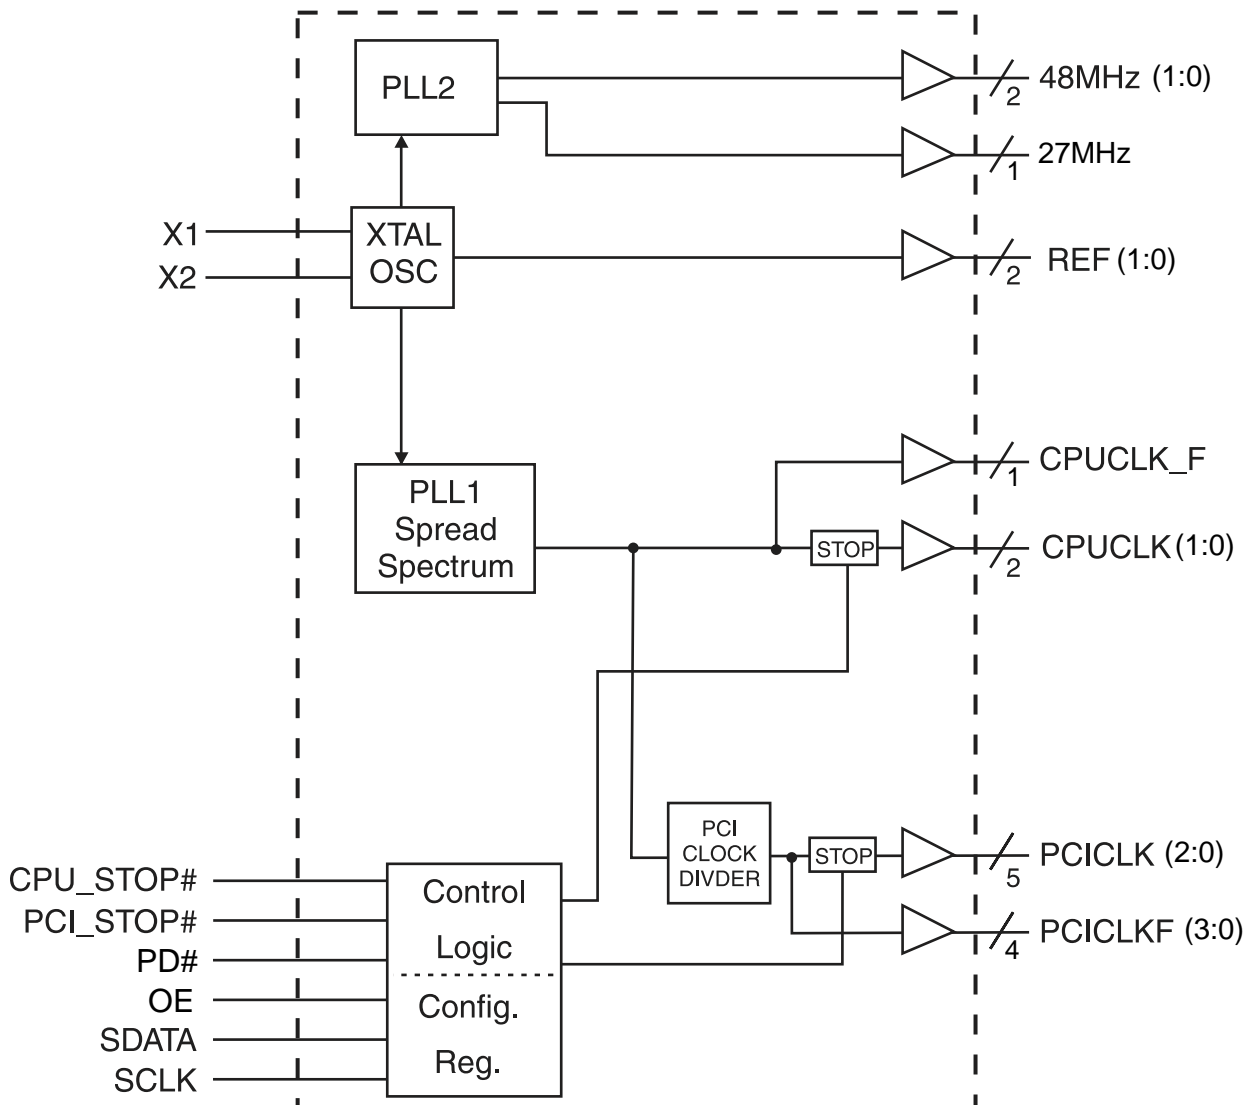 PLL2
48MHz (1:0)
2
27MHz
1
X1
X2
XTAL
OSC
REF (1:0)
2
PLL1
Spread
Spectrum
CPUCLK_F
1
STOP
CPUCLK (1:0)
2
PCI
CLOCK
DIVDER
STOP
PCICLK (2:0)
5
PCICLKF (3:0)
4
CPU_STOP#
PCI_STOP#
PD#
OE
SDATA
SCLK
Control
Logic
Config.
Reg.